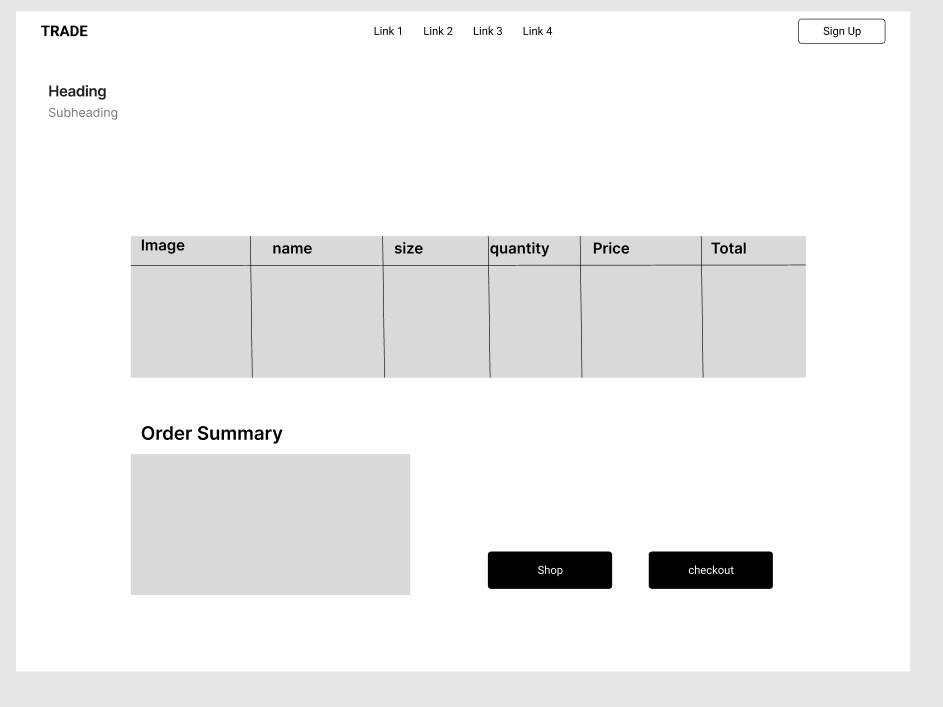 TRADE Link 1 Link 2 Link 3 Link 4 Sign Up
Heading
Subheading
Image name size quantity Price Total
Order Summary
Shop checkout